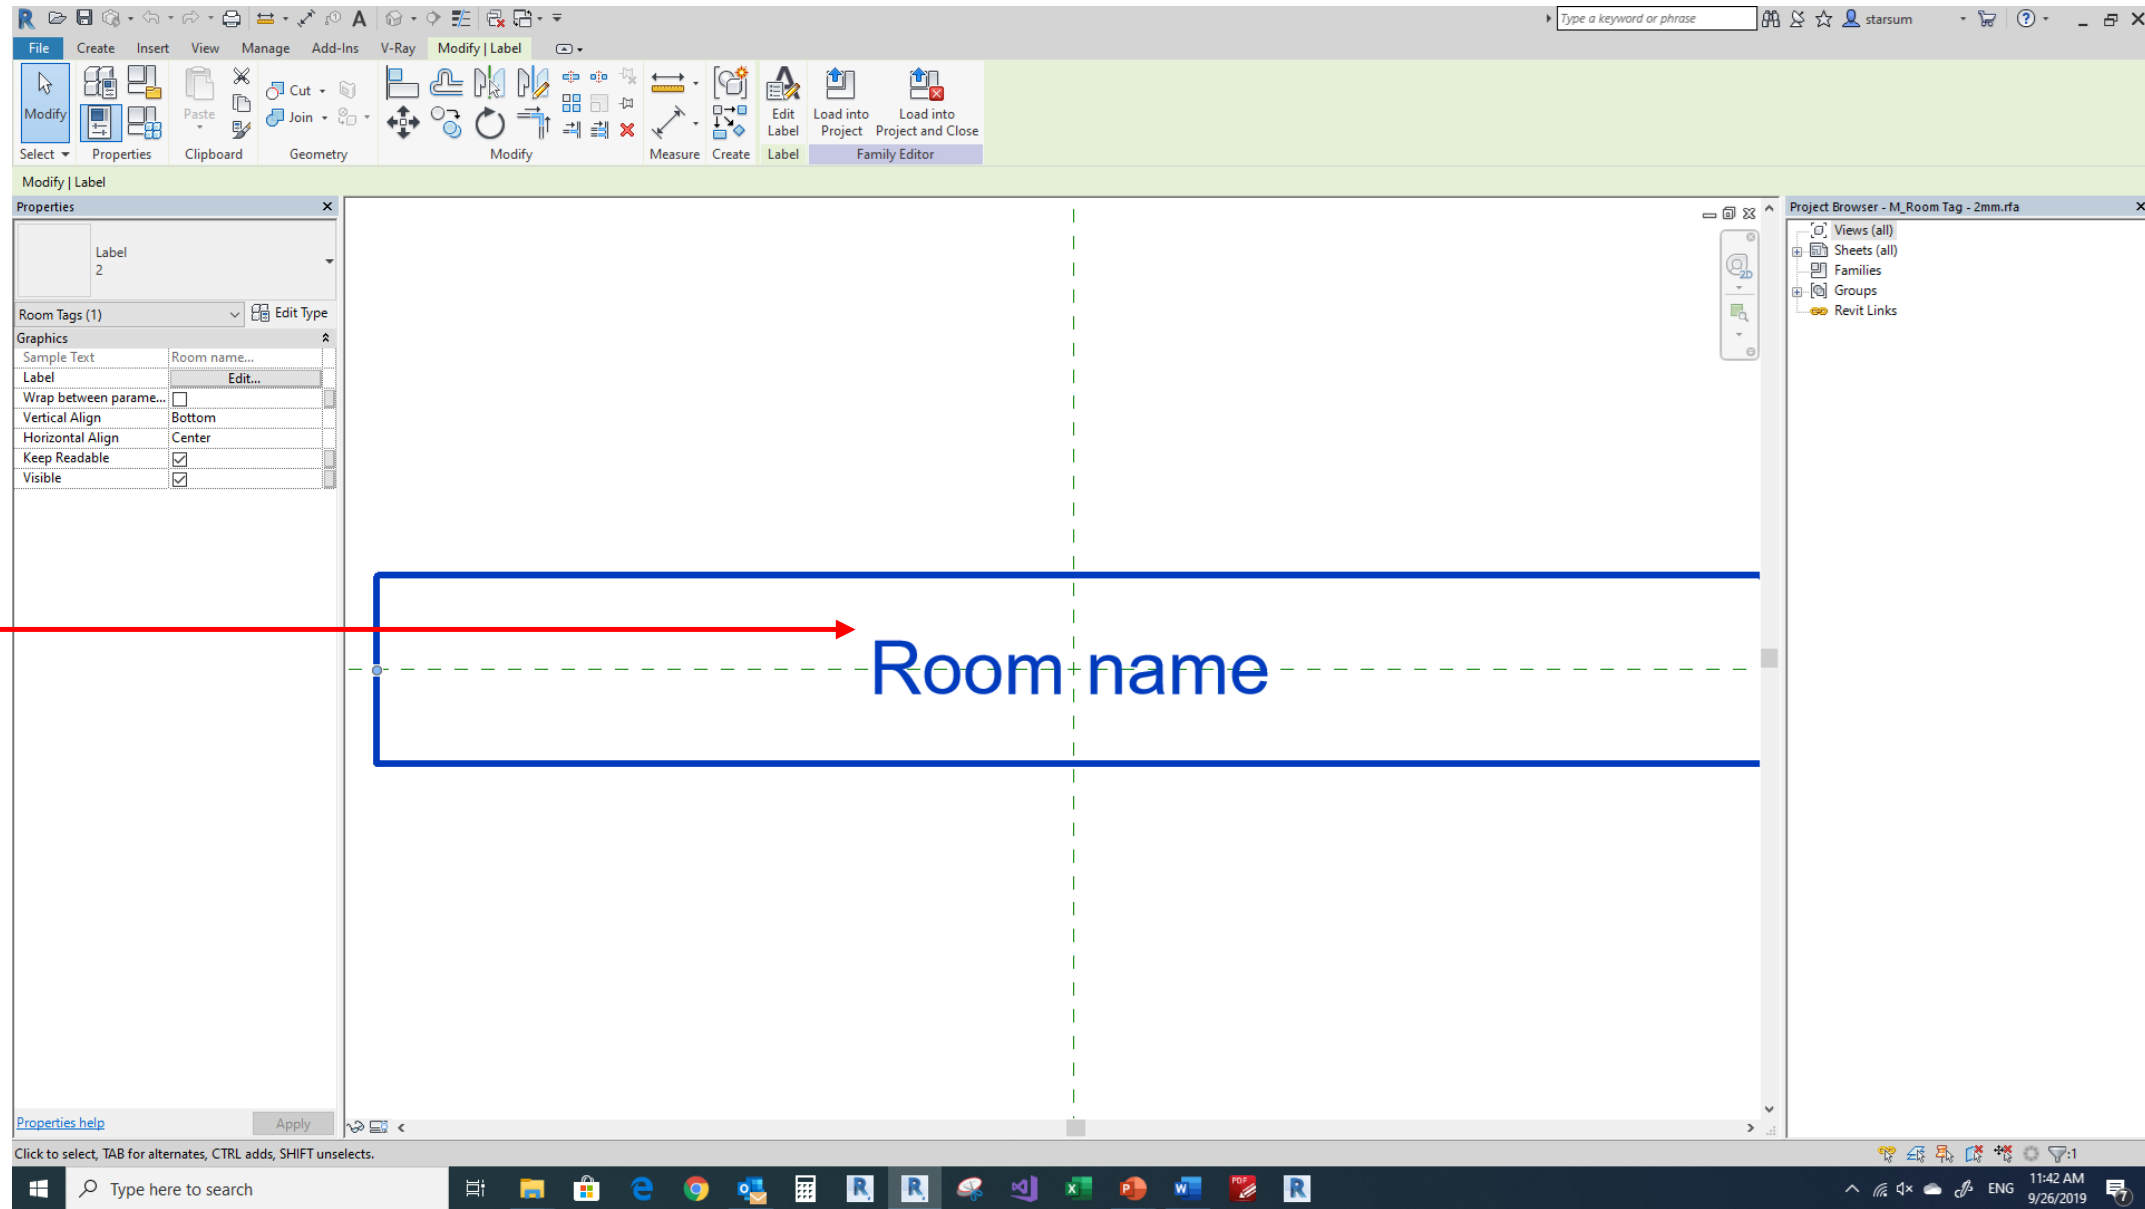 Type a keyword or phrase
starsum
File Create Insert View Manage Add-Ins V-Ray Modify | Label
Modify
Paste
Cut
Join
Edit Label
Load into Project
Load into Project and Close
Select Properties Clipboard Geometry Modify Measure Create Label Family Editor
Modify | Label
Properties
Label
2
Room Tags (1) Edit Type
Graphics
Sample Text Room name...
Label Edit...
Wrap between parame...
Vertical Align Bottom
Horizontal Align Center
Keep Readable
Visible
Properties help Apply
2D
Room name
Project Browser - M_Room Tag - 2mm.rfa
Views (all)
Sheets (all)
Families
Groups
Revit Links
Click to select, TAB for alternates, CTRL adds, SHIFT unselects.
:1
Type here to search
ENG
11:42 AM
9/26/2019
7